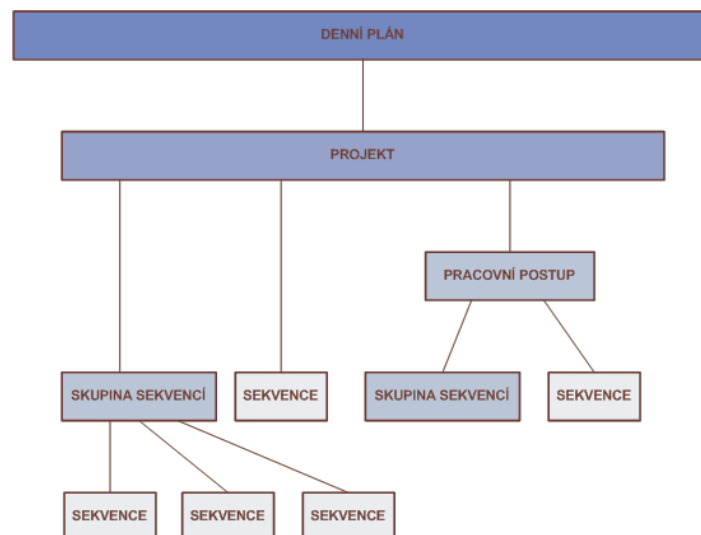 DENNÍ PLÁN
PROJEKT
PRACOVNÍ POSTUP
SKUPINA SEKVENCÍ
SEKVENCE
SKUPINA SEKVENCÍ
SEKVENCE
SEKVENCE
SEKVENCE
SEKVENCE